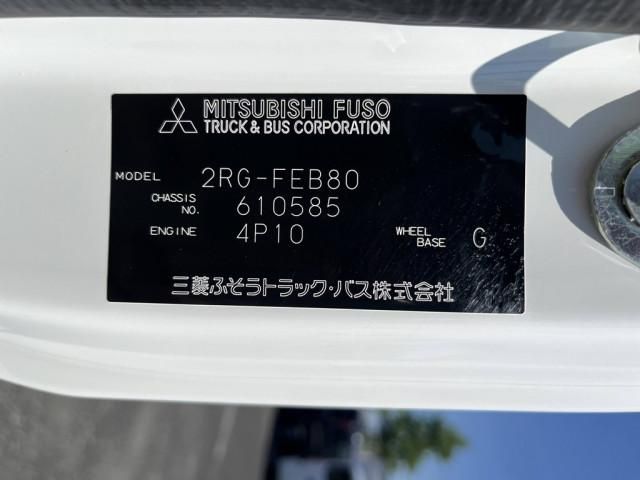 MITSUBISHI FUSO
TRUCK & BUS CORPORATION
MODEL 2RG-FEB80
CHASSIS NO. 610585
ENGINE 4P10 WHEEL BASE G
三菱ふそうトラック・バス株式会社